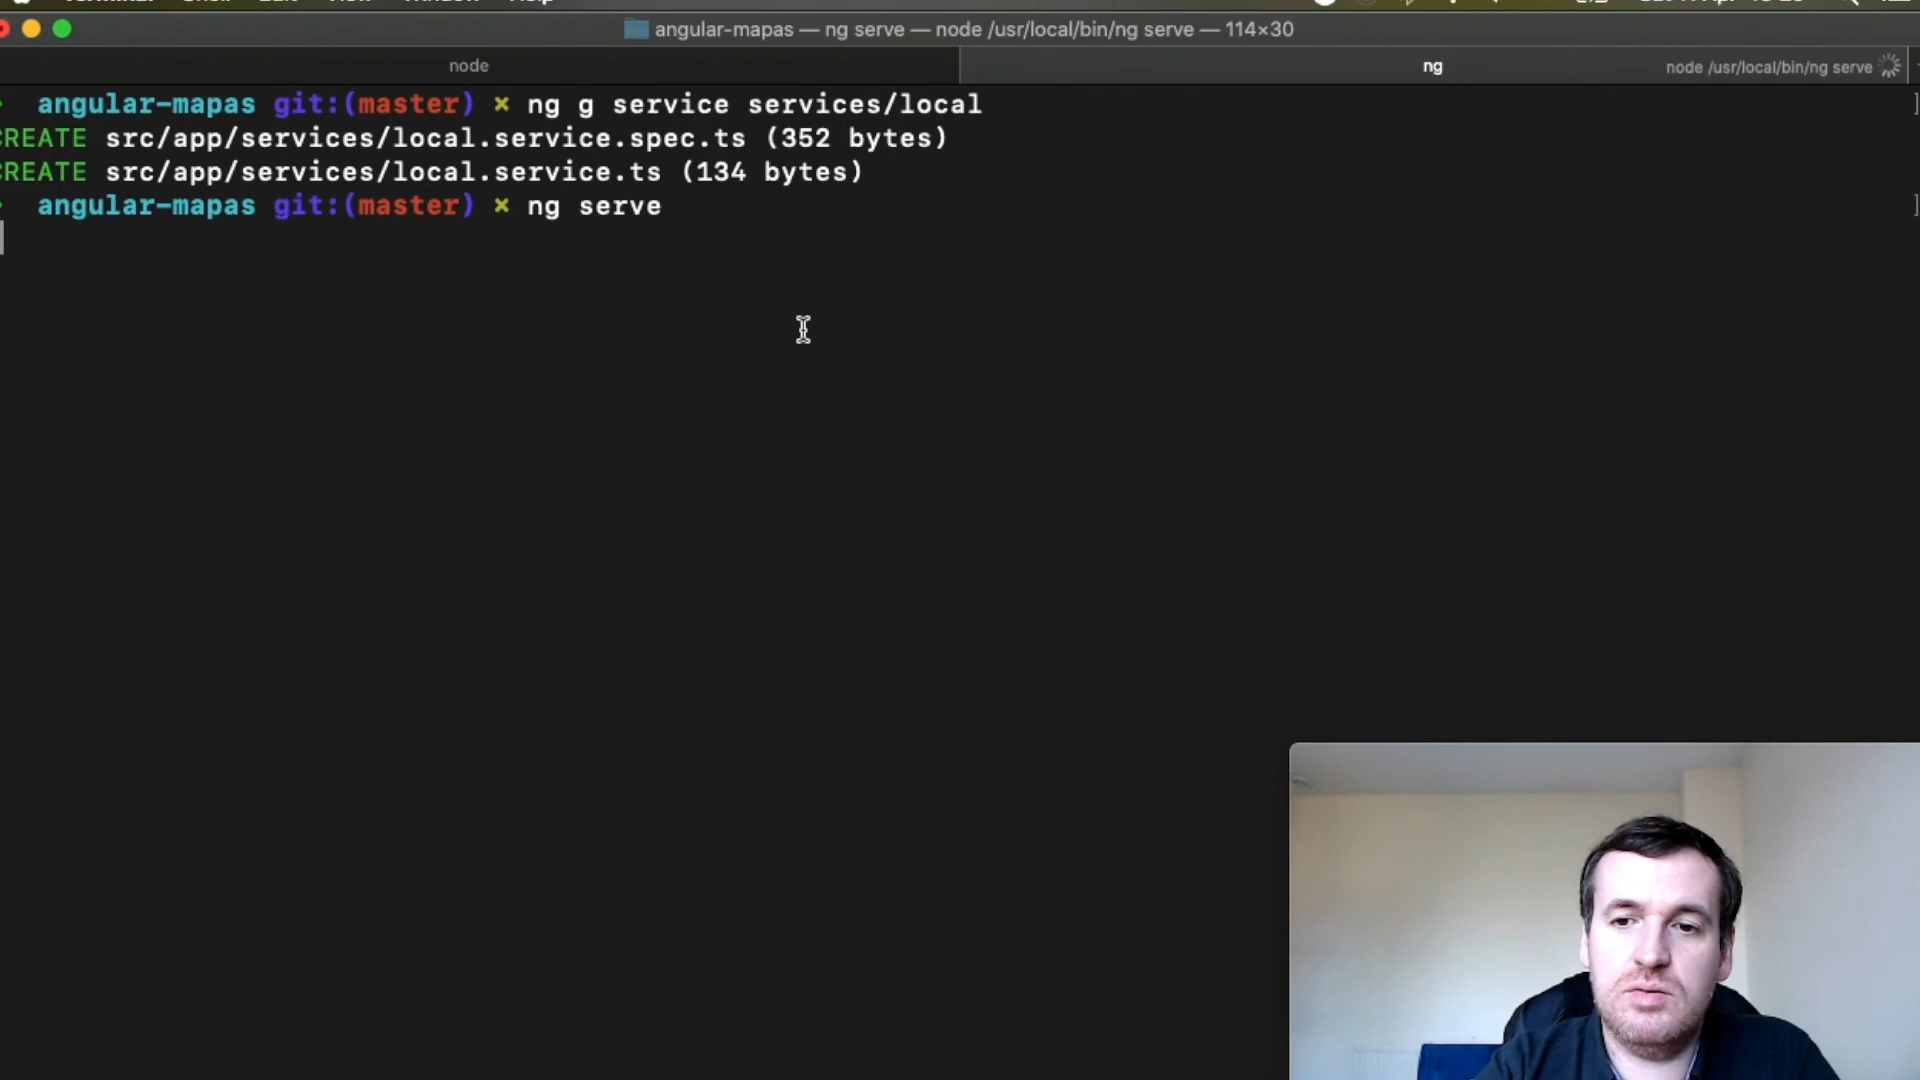 angular-mapas — ng serve — node /usr/local/bin/ng serve — 114×30
node
ng
node /usr/local/bin/ng serve
angular-mapas git:(master) × ng g service services/local
CREATE src/app/services/local.service.spec.ts (352 bytes)
CREATE src/app/services/local.service.ts (134 bytes)
angular-mapas git:(master) × ng serve